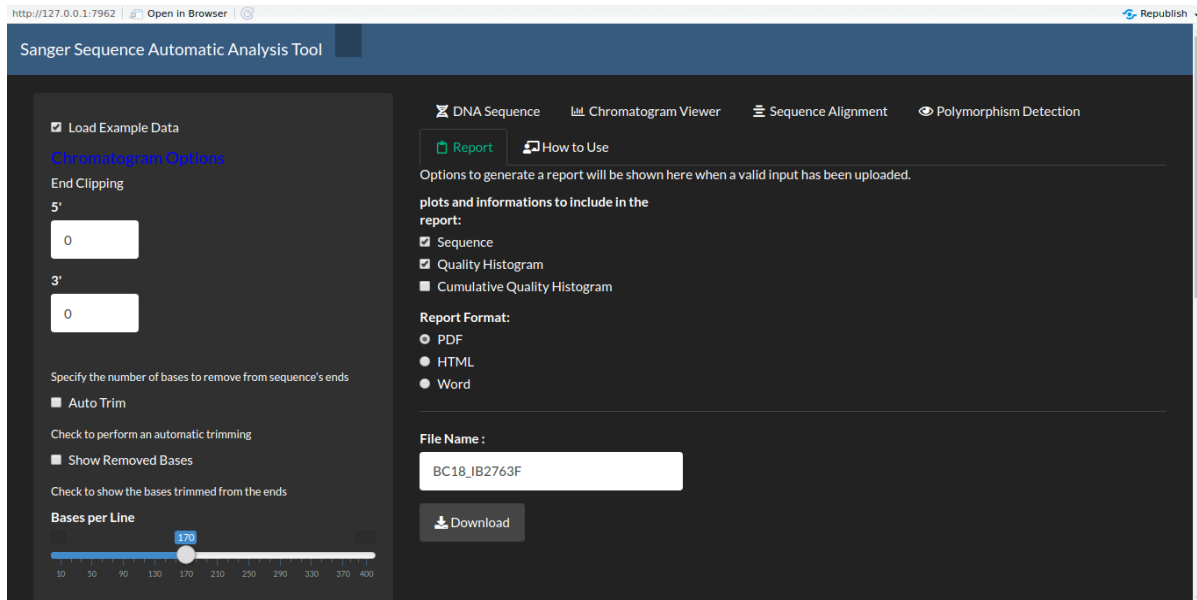 http://127.0.0.1:7962 Open in Browser Republish
Sanger Sequence Automatic Analysis Tool
Load Example Data
Chromatogram Options
End Clipping
5'
0
3'
0
Specify the number of bases to remove from sequence's ends
Auto Trim
Check to perform an automatic trimming
Show Removed Bases
Check to show the bases trimmed from the ends
Bases per Line
170
10 50 90 130 170 210 250 290 330 370 400
DNA Sequence Chromatogram Viewer Sequence Alignment Polymorphism Detection
Report How to Use
Options to generate a report will be shown here when a valid input has been uploaded.
plots and informations to include in the
report:
Sequence
Quality Histogram
Cumulative Quality Histogram
Report Format:
PDF
HTML
Word
File Name :
BC18_IB2763F
Download